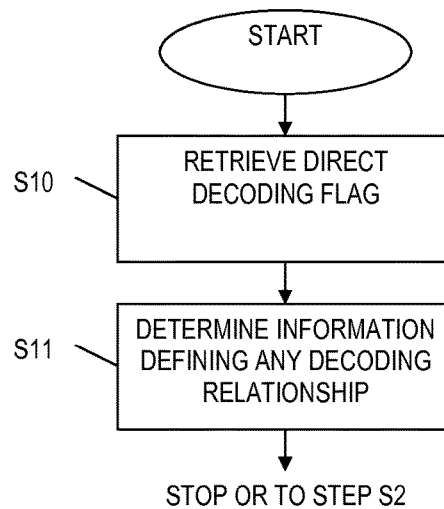 START
RETRIEVE DIRECT
DECODING FLAG
S10
DETERMINE INFORMATION
DEFINING ANY DECODING
RELATIONSHIP
S11
STOP OR TO STEP S2